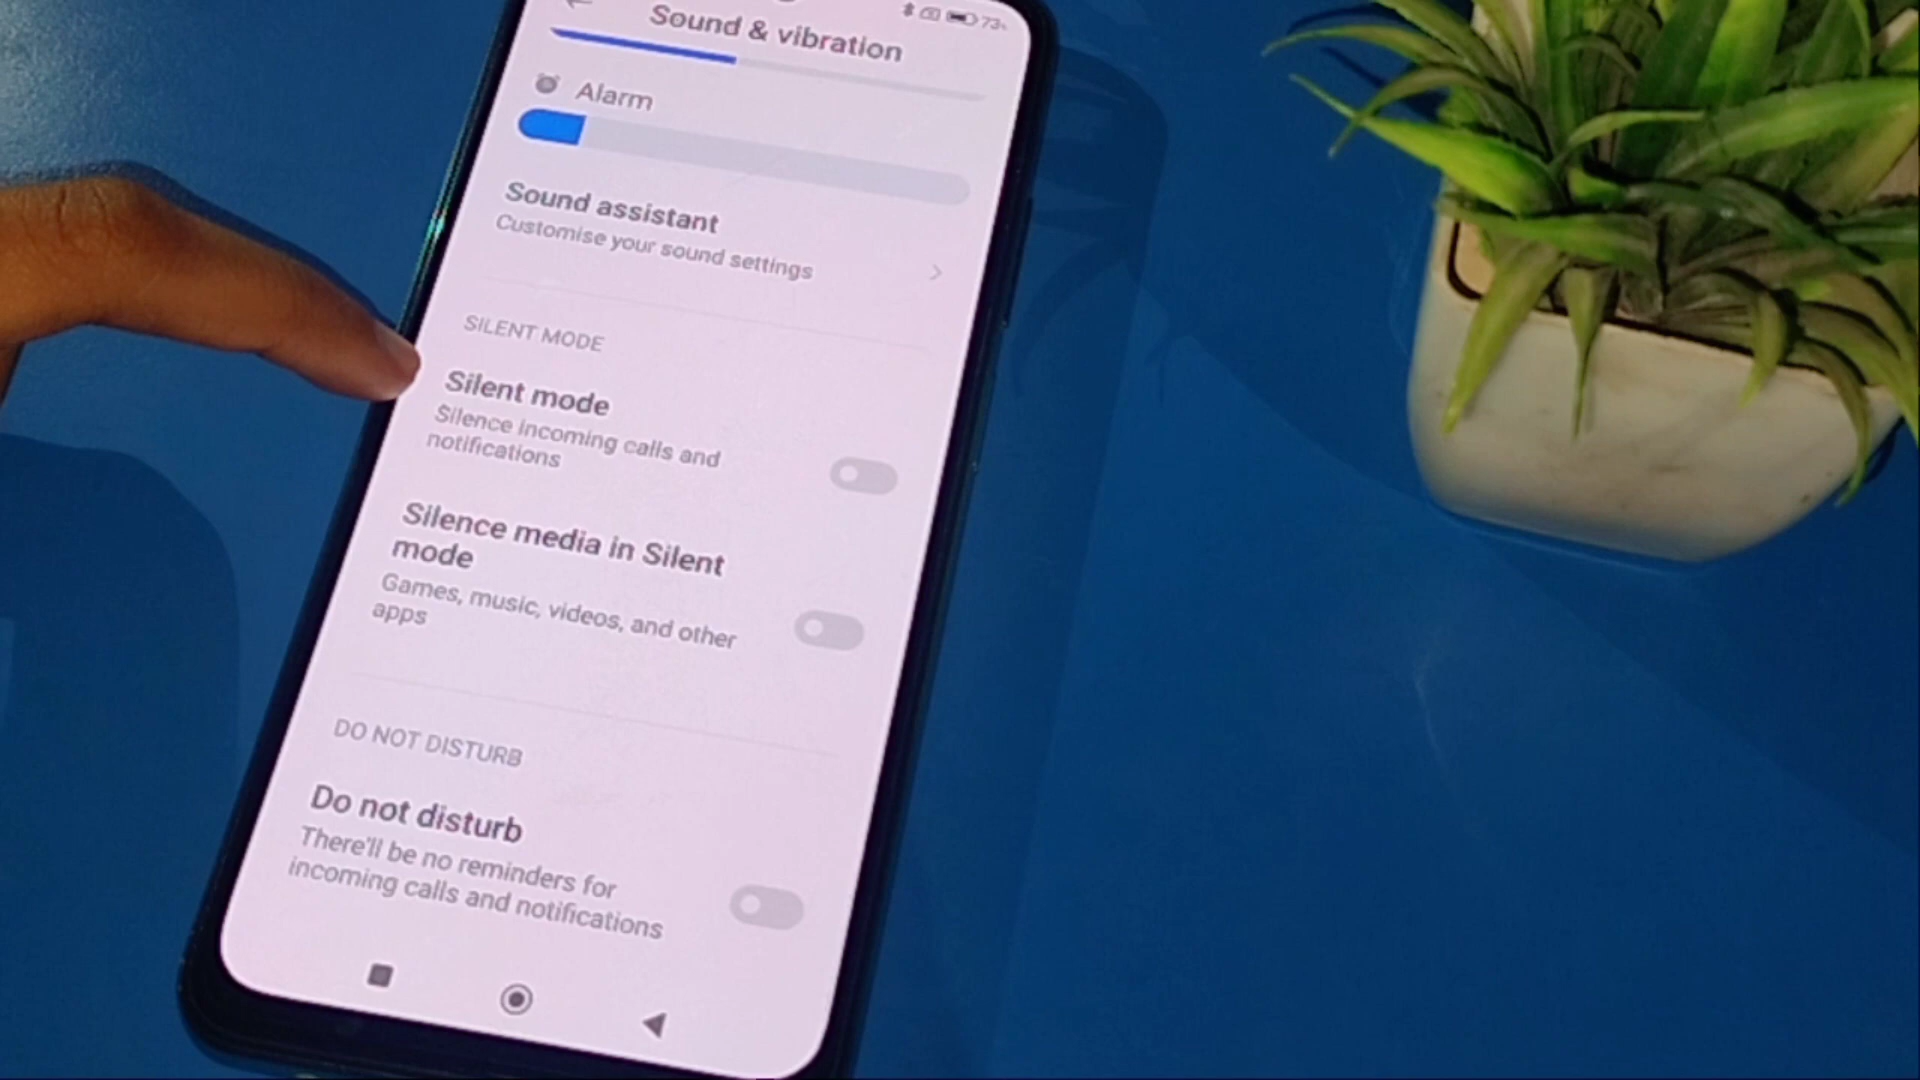 73
Sound & vibration
Alarm
Sound assistant
Customise your sound settings
SILENT MODE
Silent mode
Silence incoming calls and
notifications
Silence media in Silent
mode
Games, music, videos, and other
apps
DO NOT DISTURB
Do not disturb
There'll be no reminders for
incoming calls and notifications